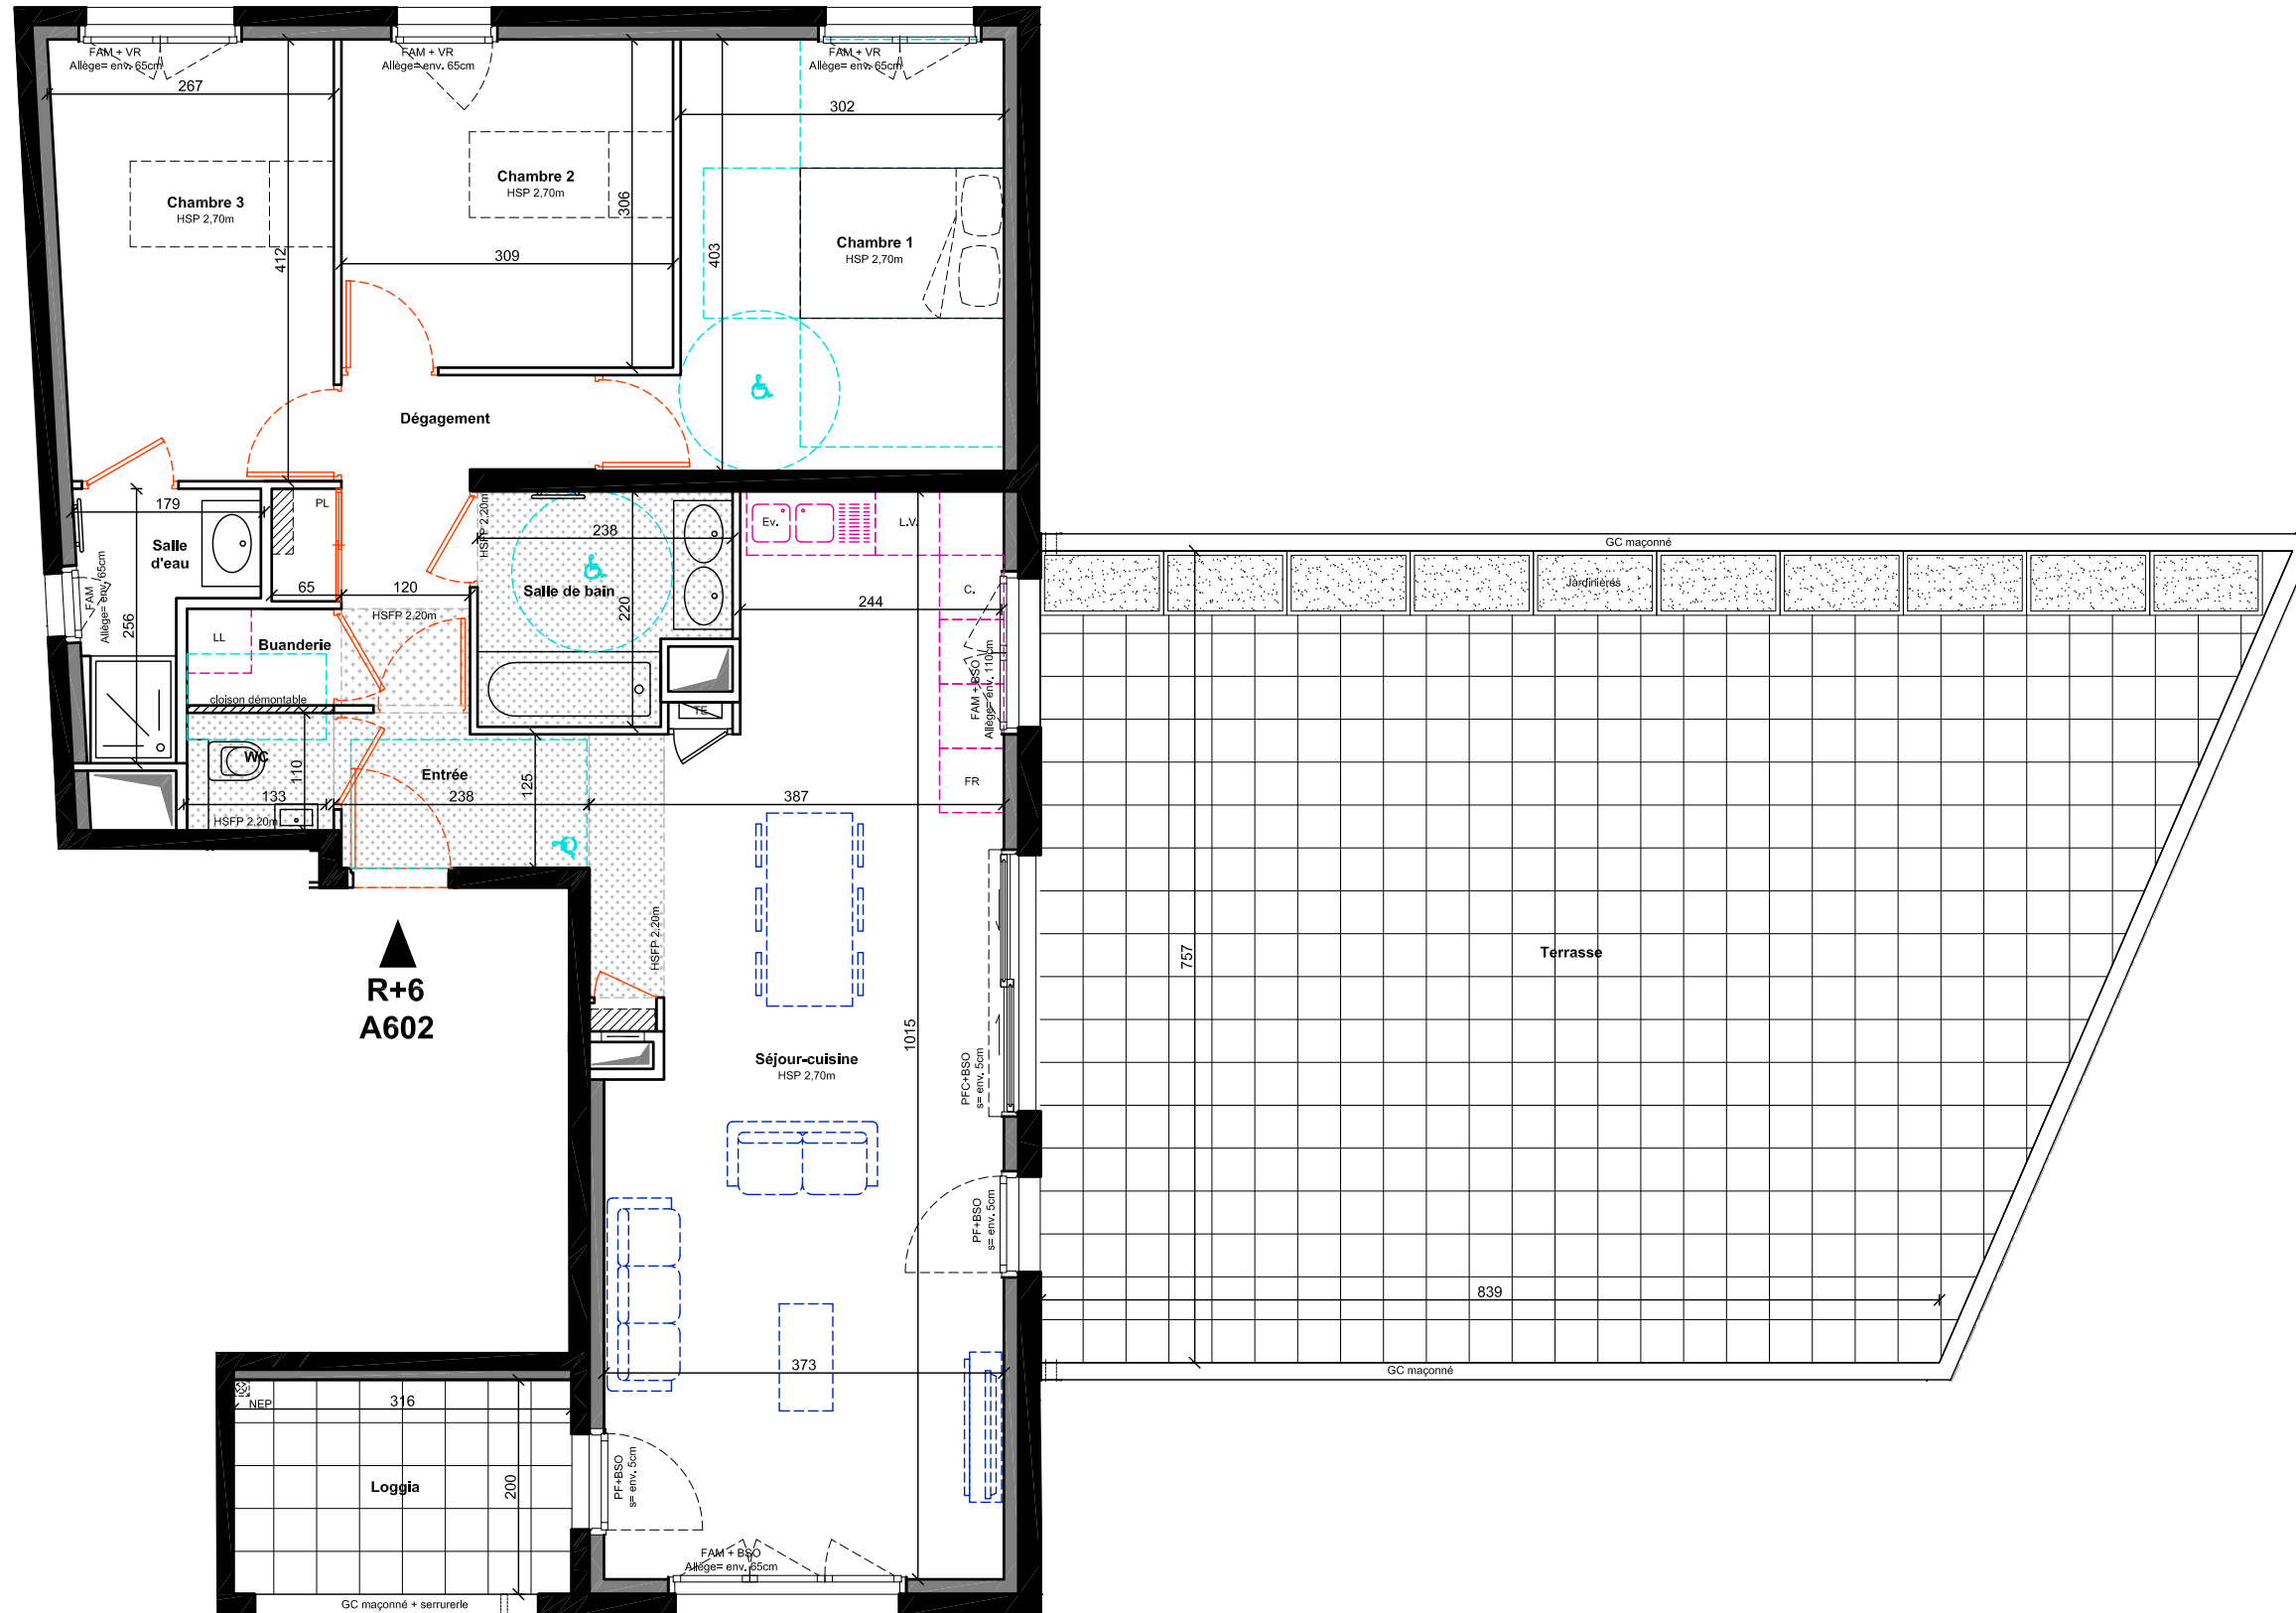 FAM + VR
Allège= env. 65cm
FAM + VR
Allège= env. 65cm
FAM + VR
Allège= env. 65cm
267
302
Chambre 3
HSP 2,70m
Chambre 2
HSP 2,70m
306
Chambre 1
HSP 2,70m
412
309
403
Dégagement
179
PL
Salle
d'eau
FAM
Allège= env. 65cm
256
65
120
HSFP 2,20m
HSFP 2,20m
238
Salle de bain
220
Ev.
L.V.
C.
244
FAM + BSO
Allège= env. 110cm
FR
LL
Buanderie
cloison démontable
WC
110
133
HSFP 2,20m
Entrée
238
125
TE
387
HSFP 2,20m
GC maçonné
Jardinières
757
Terrasse
R+6
A602
1015
Séjour-cuisine
HSP 2,70m
PFC+BSO
s= env. 5cm
PF+BSO
s= env. 5cm
839
GC maçonné
373
NEP
316
Loggia
200
PF+BSO
s= env. 5cm
FAM + BSO
Allège= env. 65cm
GC maçonné + serrurerie